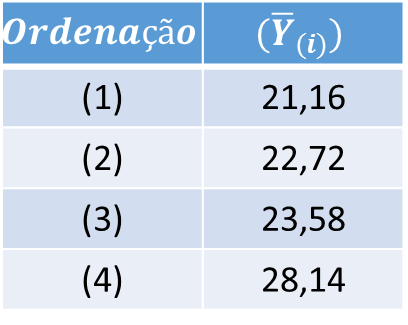 Ordenação (Y̅(i))
(1) 21,16
(2) 22,72
(3) 23,58
(4) 28,14